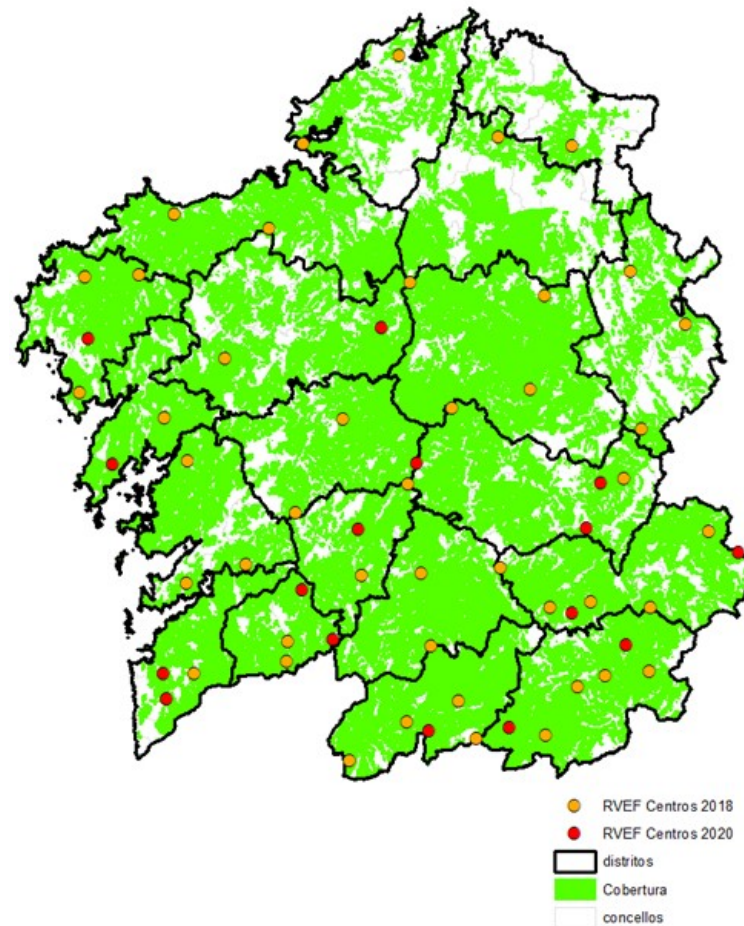 RVEF Centros 2018
RVEF Centros 2020
distritos
Cobertura
concellos